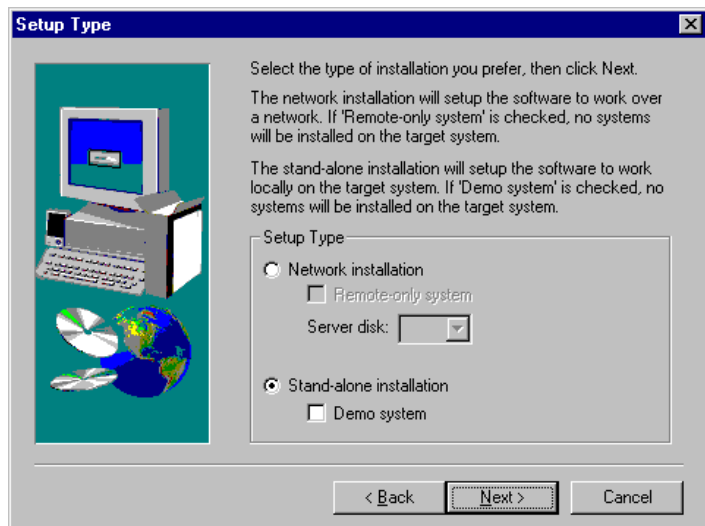 Setup Type
Select the type of installation you prefer, then click Next.
The network installation will setup the software to work over
a network. If 'Remote-only system' is checked, no systems
will be installed on the target system.
The stand-alone installation will setup the software to work
locally on the target system. If 'Demo system' is checked, no
systems will be installed on the target system.
Setup Type
Network installation
Remote-only system
Server disk:
Stand-alone installation
Demo system
< Back
Next >
Cancel